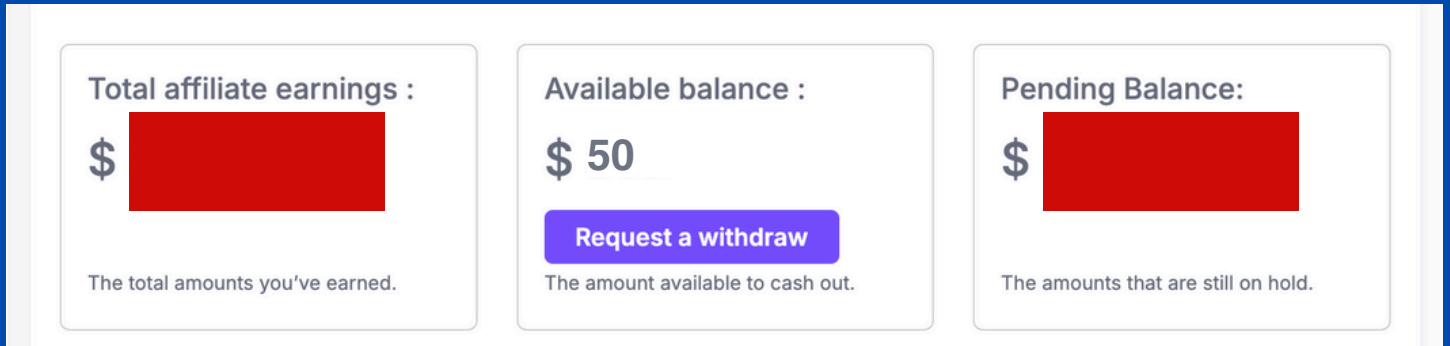 Total affiliate earnings :
$
The total amounts you've earned.
Available balance :
$ 50
Request a withdraw
The amount available to cash out.
Pending Balance:
$
The amounts that are still on hold.